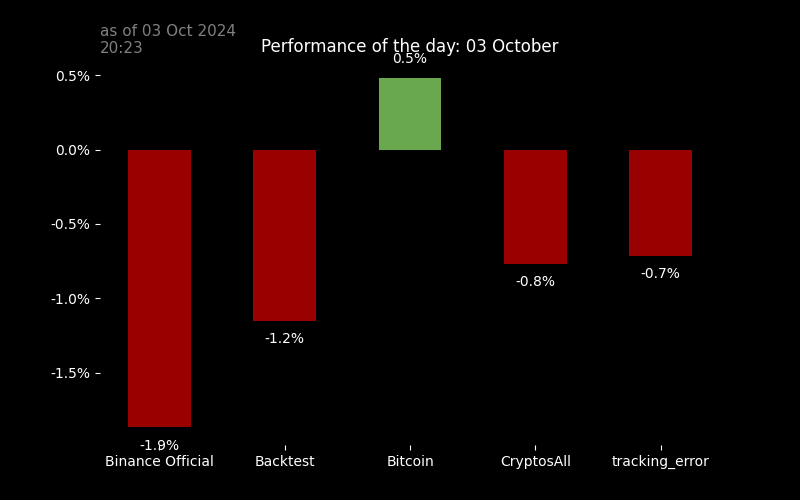 as of 03 Oct 2024
20:23
Performance of the day: 03 October
0.5%
0.5%
0.0%
-0.5%
-1.0%
-1.5%
-1.9%
-1.2%
-0.8%
-0.7%
Binance Official
Backtest
Bitcoin
CryptosAll
tracking_error